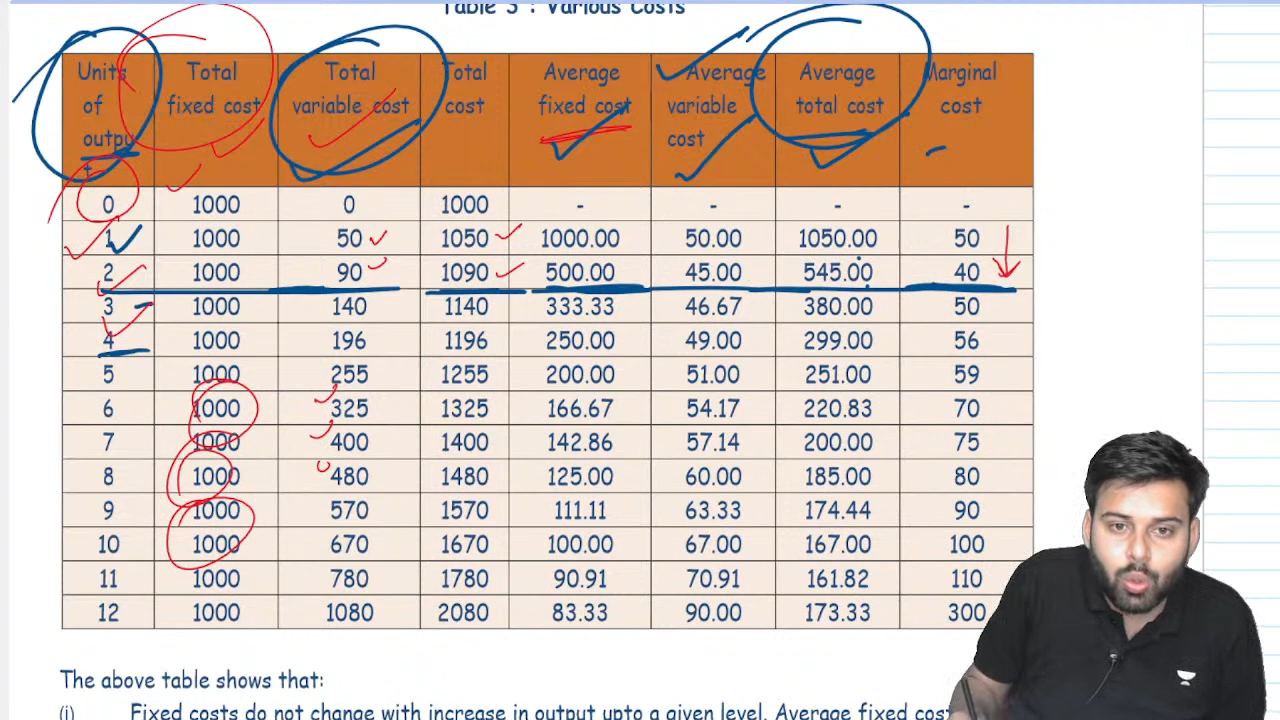 Table 3 : Various Costs
Units of output | Total fixed cost | Total variable cost | Total cost | Average fixed cost | Average variable cost | Average total cost | Marginal cost
0 | 1000 | 0 | 1000 | - | - | - | -
1 | 1000 | 50 | 1050 | 1000.00 | 50.00 | 1050.00 | 50
2 | 1000 | 90 | 1090 | 500.00 | 45.00 | 545.00 | 40
3 | 1000 | 140 | 1140 | 333.33 | 46.67 | 380.00 | 50
4 | 1000 | 196 | 1196 | 250.00 | 49.00 | 299.00 | 56
5 | 1000 | 255 | 1255 | 200.00 | 51.00 | 251.00 | 59
6 | 1000 | 325 | 1325 | 166.67 | 54.17 | 220.83 | 70
7 | 1000 | 400 | 1400 | 142.86 | 57.14 | 200.00 | 75
8 | 1000 | 480 | 1480 | 125.00 | 60.00 | 185.00 | 80
9 | 1000 | 570 | 1570 | 111.11 | 63.33 | 174.44 | 90
10 | 1000 | 670 | 1670 | 100.00 | 67.00 | 167.00 | 100
11 | 1000 | 780 | 1780 | 90.91 | 70.91 | 161.82 | 110
12 | 1000 | 1080 | 2080 | 83.33 | 90.00 | 173.33 | 300
The above table shows that:
(i) Fixed costs do not change with increase in output upto a given level. Average fixed cost